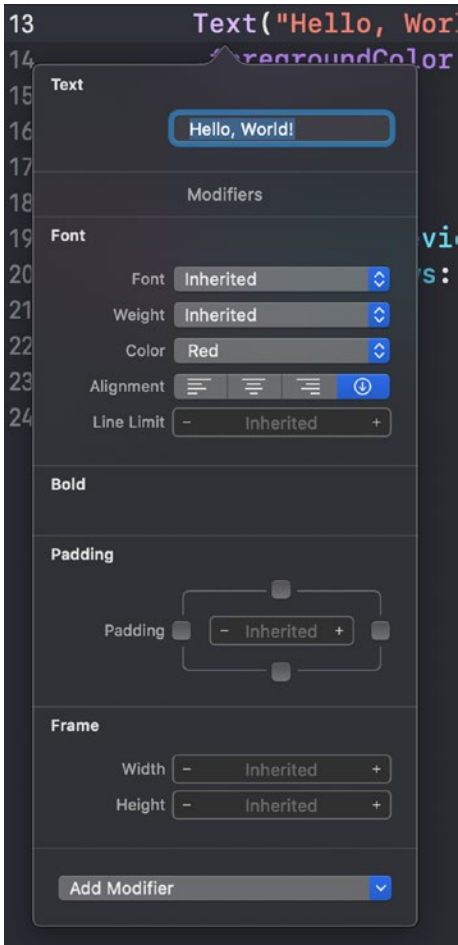 13 Text("Hello, Worl
14 foregroundColor
15 Text
16 Hello, World!
17
18 Modifiers
19 Font vi
20 Font Inherited s:
21 Weight Inherited
22 Color Red
23 Alignment
24 Line Limit - Inherited +
Bold
Padding
Padding - Inherited +
Frame
Width - Inherited +
Height - Inherited +
Add Modifier